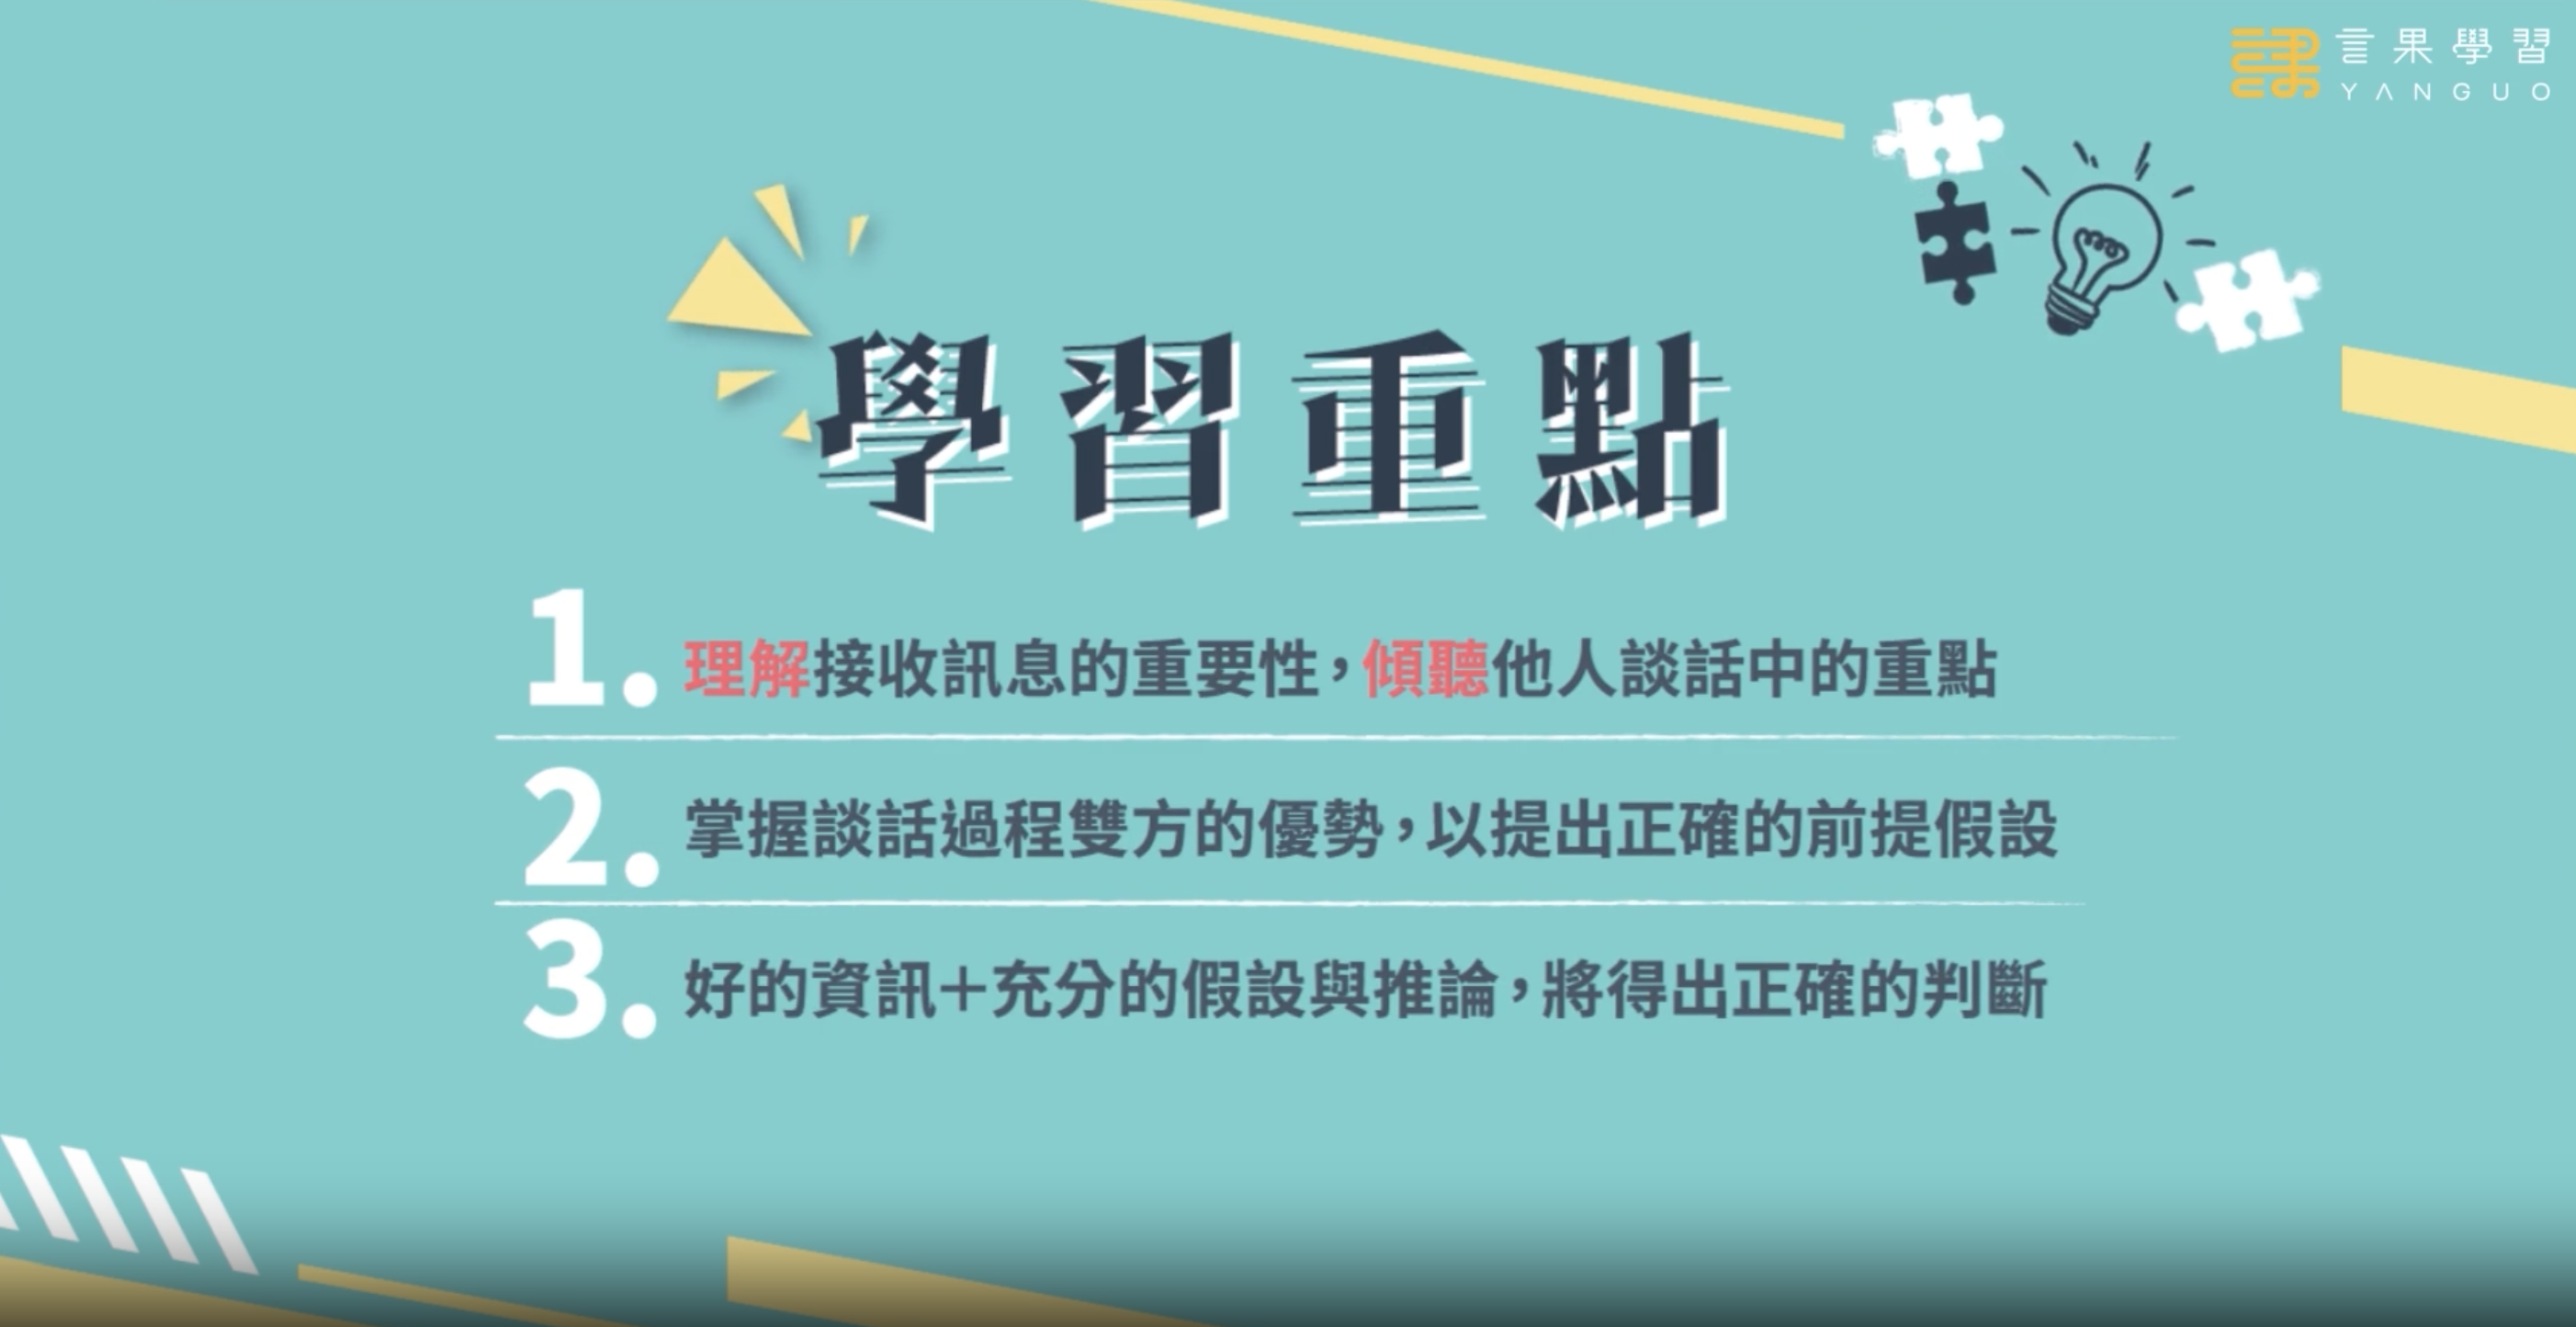 言果學習
YANGUO
學習重點
1. 理解接收訊息的重要性，傾聽他人談話中的重點
2. 掌握談話過程雙方的優勢，以提出正確的前提假設
3. 好的資訊＋充分的假設與推論，將得出正確的判斷